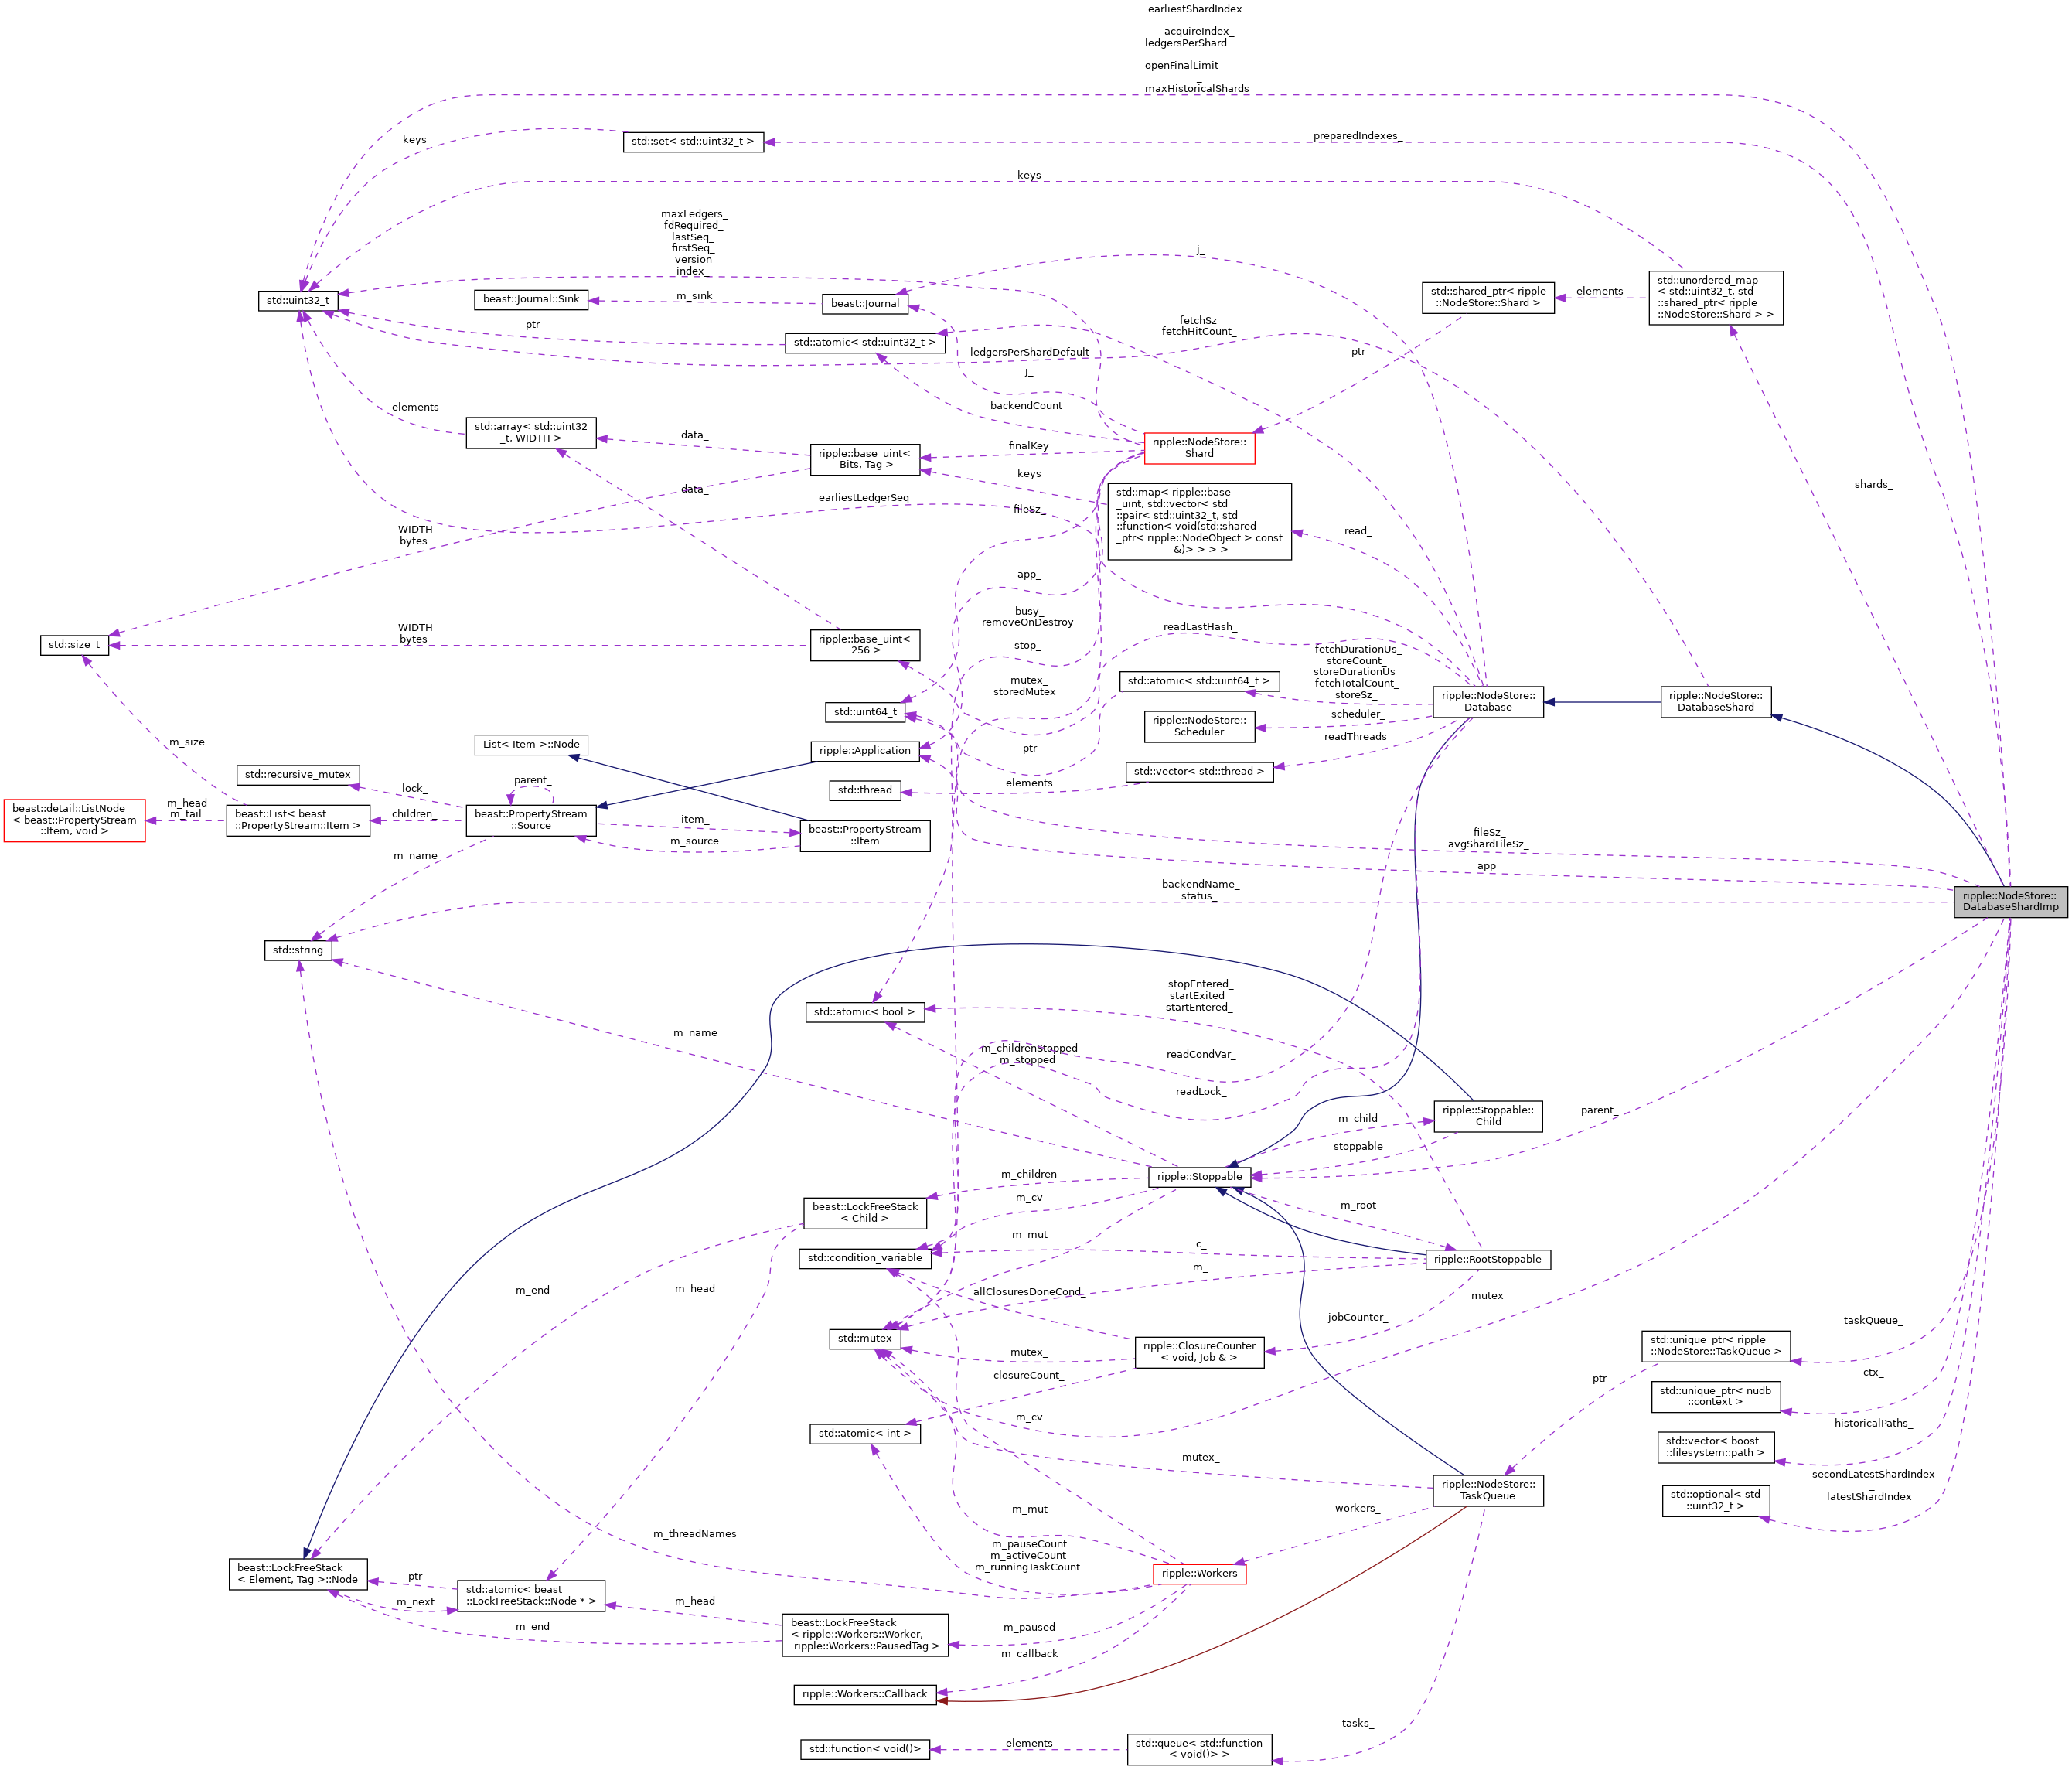 earliestShardIndex
_
acquireIndex_
ledgersPerShard
_
openFinalLimit
_
maxHistoricalShards_
keys
std::set< std::uint32_t >
preparedIndexes_
keys
maxLedgers_
fdRequired_
lastSeq_
firstSeq_
version
index_
j_
std::uint32_t
beast::Journal::Sink
m_sink
beast::Journal
std::shared_ptr< ripple
::NodeStore::Shard >
elements
std::unordered_map
< std::uint32_t, std
::shared_ptr< ripple
::NodeStore::Shard > >
ptr
std::atomic< std::uint32_t >
fetchSz_
fetchHitCount_
ledgersPerShardDefault
j_
ptr
elements
backendCount_
std::array< std::uint32
_t, WIDTH >
data_
ripple::base_uint<
Bits, Tag >
finalKey
ripple::NodeStore::
Shard
keys
std::map< ripple::base
_uint, std::vector< std
::pair< std::uint32_t, std
::function< void(std::shared
_ptr< ripple::NodeObject > const
&)> > > >
shards_
data_
earliestLedgerSeq_
fileSz_
read_
WIDTH
bytes
app_
std::size_t
WIDTH
bytes
ripple::base_uint<
256 >
busy_
removeOnDestroy
_
stop_
readLastHash_
mutex_
storedMutex_
std::atomic< std::uint64_t >
fetchDurationUs_
storeCount_
storeDurationUs_
fetchTotalCount_
storeSz_
ripple::NodeStore::
Database
ripple::NodeStore::
DatabaseShard
std::uint64_t
ripple::NodeStore::
Scheduler
scheduler_
readThreads_
m_size
List< Item >::Node
ripple::Application
ptr
std::recursive_mutex
lock_
parent_
std::thread
elements
std::vector< std::thread >
beast::detail::ListNode
< beast::PropertyStream
::Item, void >
m_head
m_tail
beast::List< beast
::PropertyStream::Item >
children_
beast::PropertyStream
::Source
item_
m_source
beast::PropertyStream
::Item
fileSz_
avgShardFileSz_
app_
m_name
backendName_
status_
ripple::NodeStore::
DatabaseShardImp
std::string
std::atomic< bool >
stopEntered_
startExited_
startEntered_
m_name
m_childrenStopped
m_stopped
readCondVar_
readLock_
m_child
ripple::Stoppable::
Child
parent_
stoppable
ripple::Stoppable
m_children
m_cv
beast::LockFreeStack
< Child >
m_root
m_mut
c_
std::condition_variable
m_
ripple::RootStoppable
m_end
m_head
allClosuresDoneCond_
mutex_
jobCounter_
taskQueue_
std::mutex
ripple::ClosureCounter
< void, Job & >
mutex_
std::unique_ptr< ripple
::NodeStore::TaskQueue >
closureCount_
ptr
ctx_
std::unique_ptr< nudb
::context >
m_cv
historicalPaths_
std::atomic< int >
std::vector< boost
::filesystem::path >
mutex_
secondLatestShardIndex
_
latestShardIndex_
ripple::NodeStore::
TaskQueue
std::optional< std
::uint32_t >
m_mut
workers_
m_threadNames
m_pauseCount
m_activeCount
m_runningTaskCount
ripple::Workers
beast::LockFreeStack
< Element, Tag >::Node
ptr
m_next
std::atomic< beast
::LockFreeStack::Node * >
m_head
m_end
beast::LockFreeStack
< ripple::Workers::Worker,
ripple::Workers::PausedTag >
m_paused
m_callback
ripple::Workers::Callback
tasks_
std::function< void()>
elements
std::queue< std::function
< void()> >